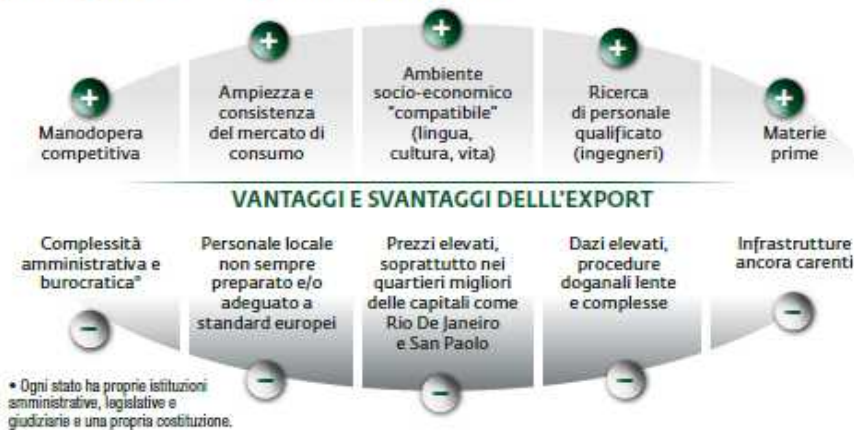 Manodopera
competitiva
Ampiezza e
consistenza
del mercato di
consumo
Ambiente
socio-economico
"compatibile"
(lingua,
cultura, vita)
Ricerca
di personale
qualificato
(ingegneri)
Materie
prime
VANTAGGI E SVANTAGGI DELLL'EXPORT
Complessità
amministrativa e
burocratica*
Personale locale
non sempre
preparato e/o
adeguato a
standard europei
Prezzi elevati,
soprattutto nei
quartieri migliori
delle capitali come
Rio De Janeiro
e San Paolo
Dazi elevati,
procedure
doganali lente
e complesse
Infrastrutture
ancora carenti
• Ogni stato ha proprie istituzioni
amministrative, legislative e
giudiziarie e una propria costituzione.